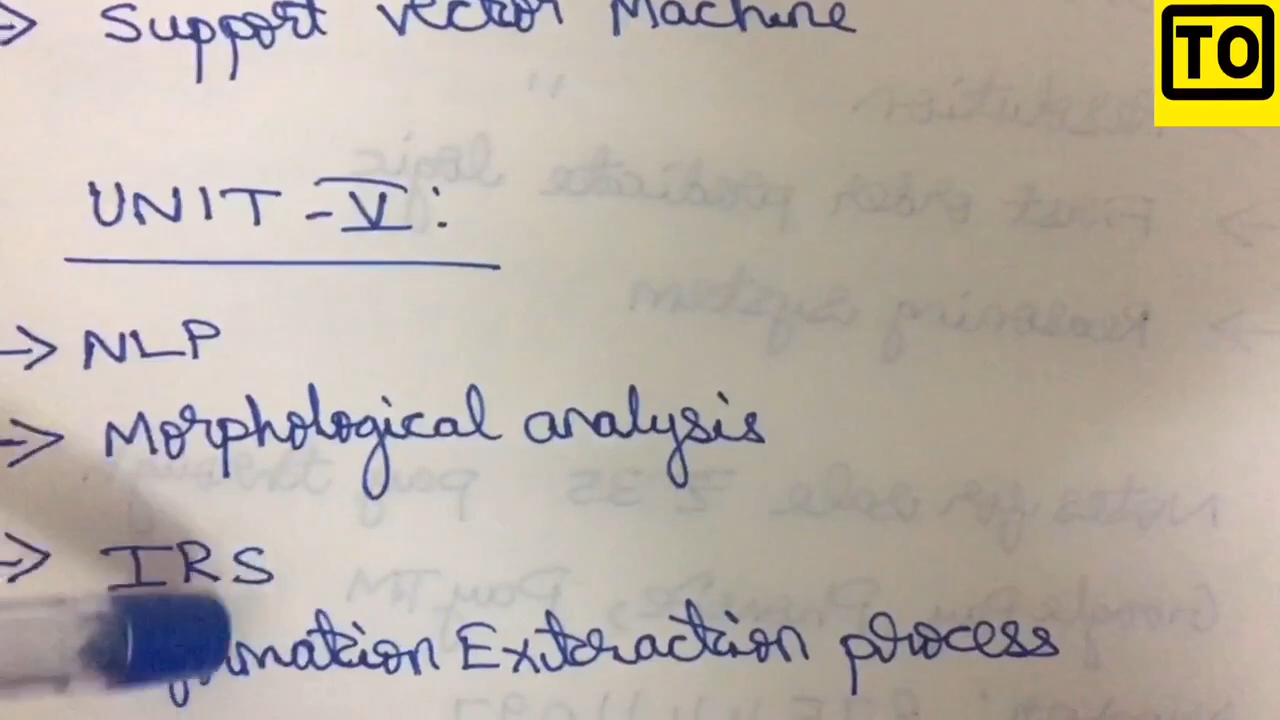 → Support Vector Machine
TO
UNIT - V:
→ NLP
→ Morphological analysis
→ IRS
Extraction process